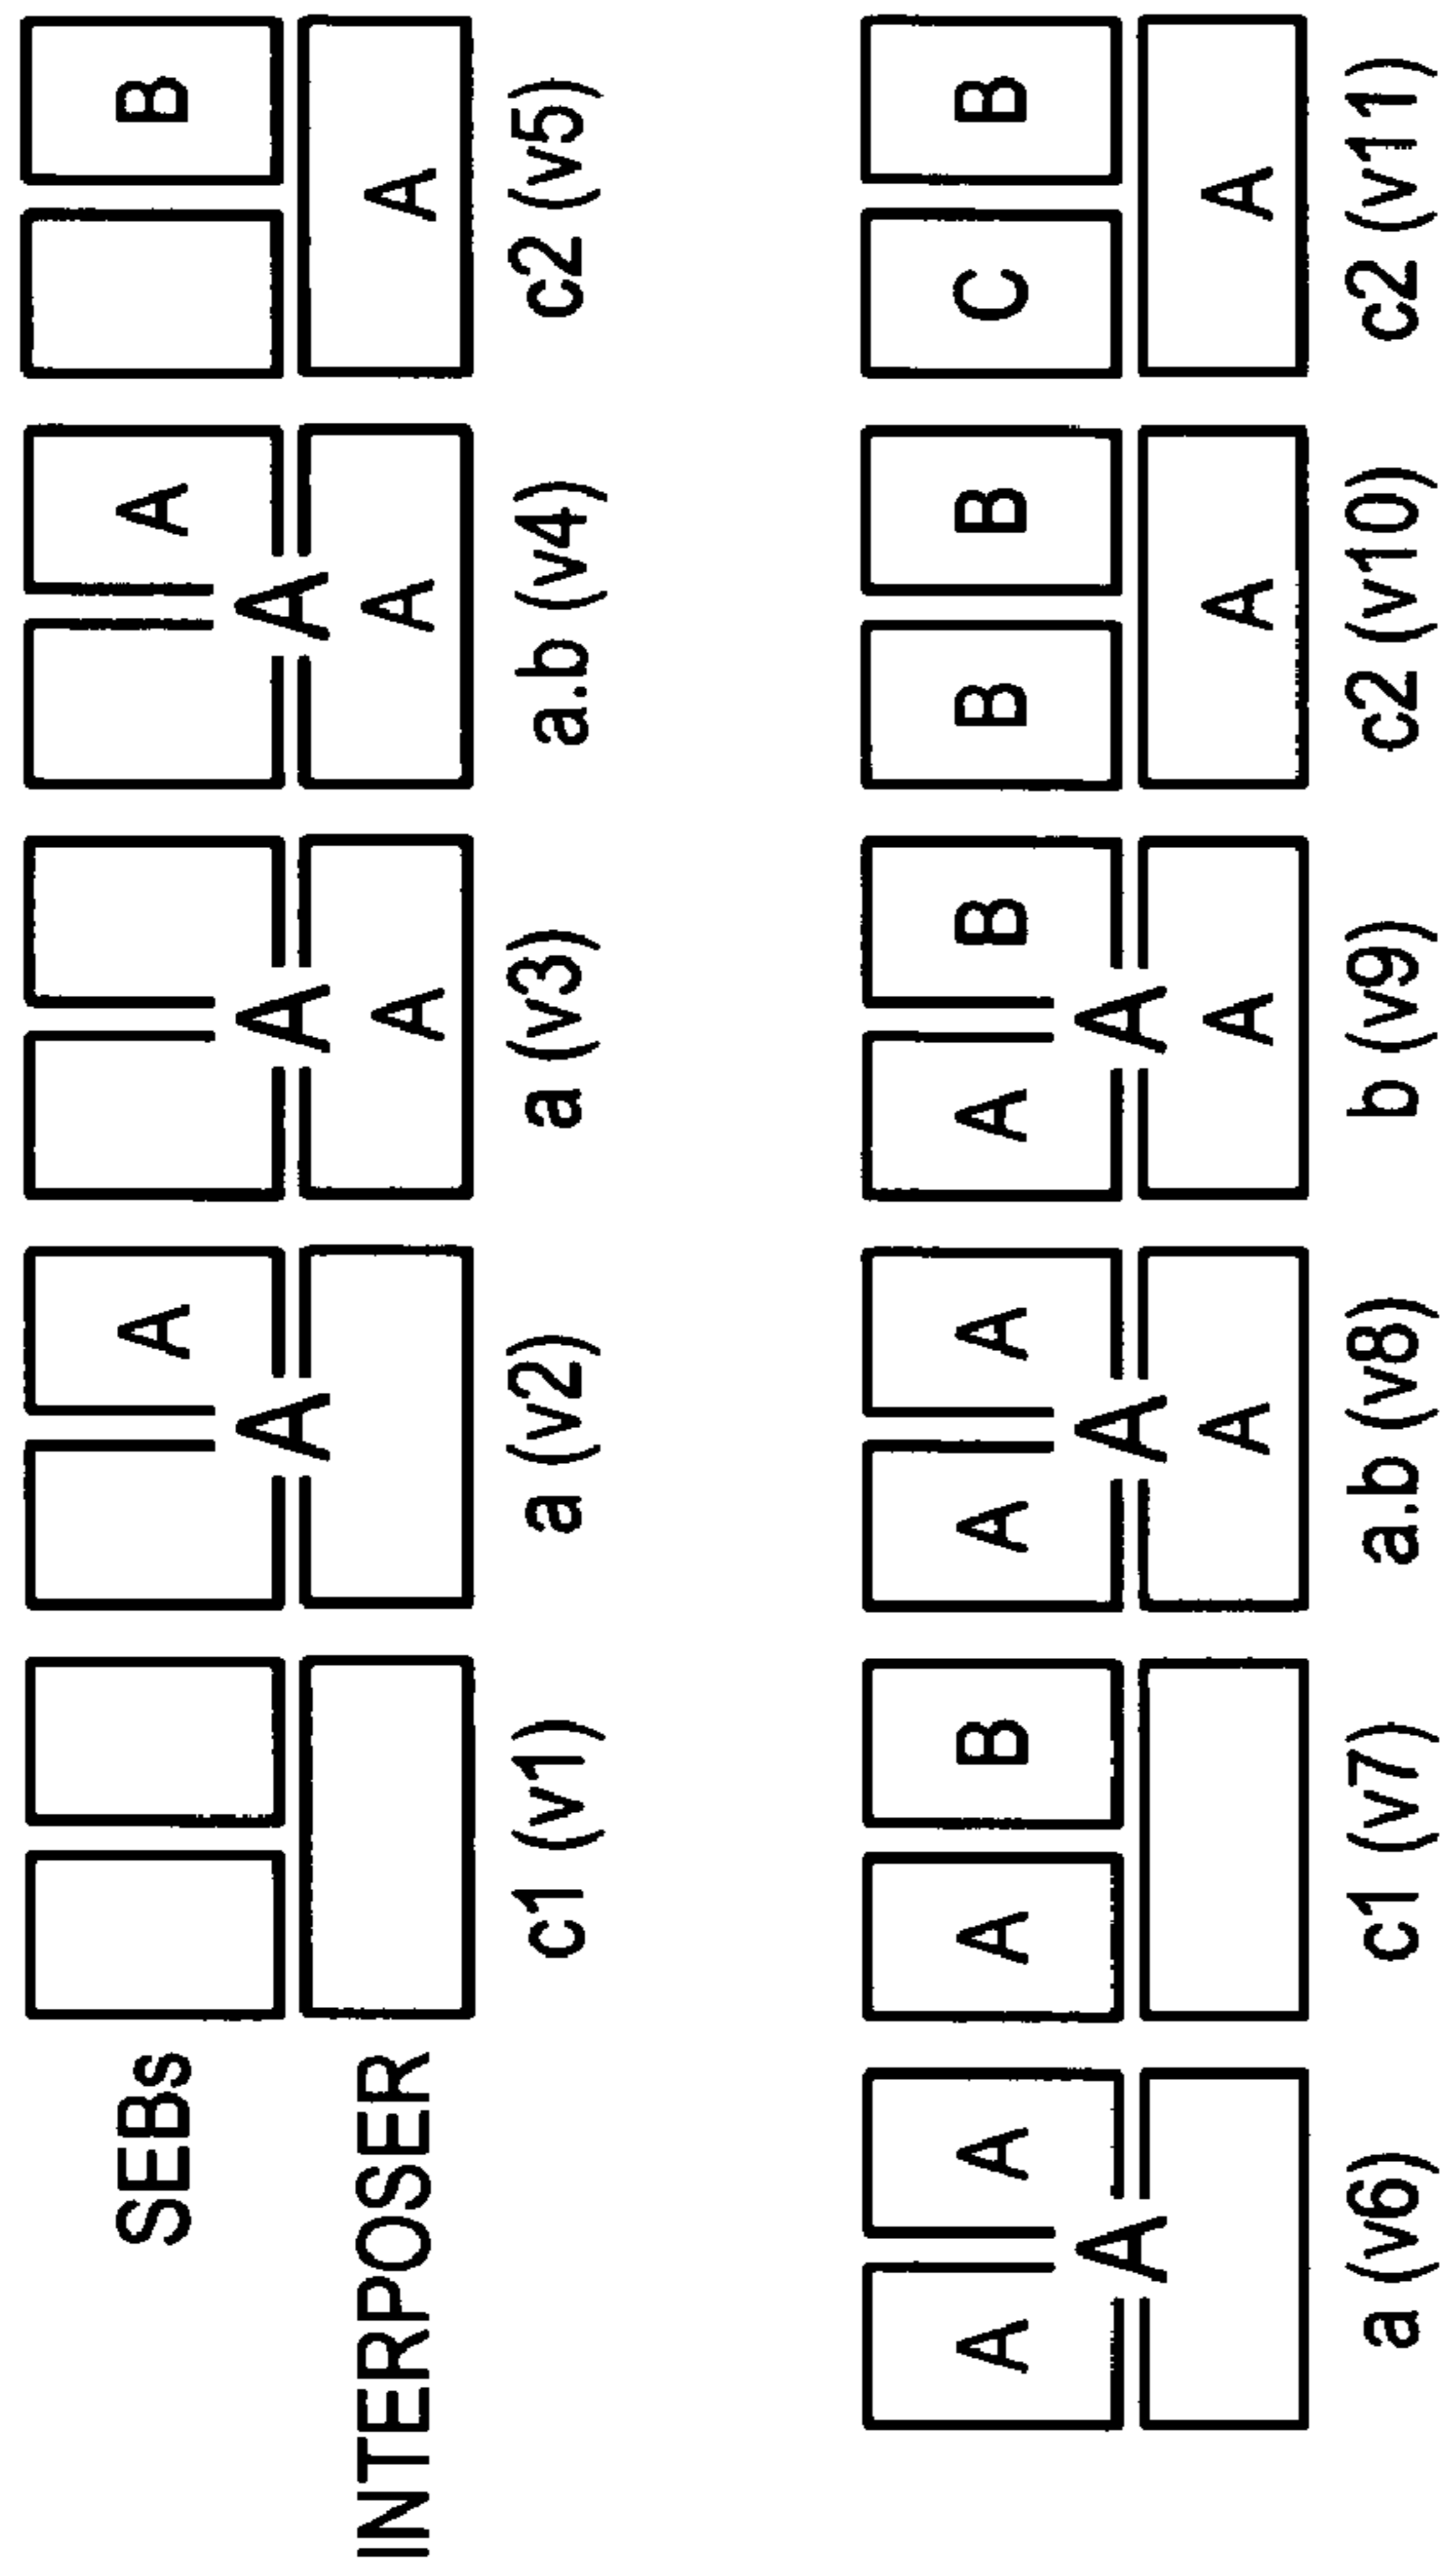 SEBs A A B
A A A
INTERPOSER A A A
c1 (v1) a (v2) a (v3) a.b (v4) c2 (v5)
A A A B A A A B B B C B
A A A
A A A A
a (v6) c1 (v7) a.b (v8) b (v9) c2 (v10) c2 (v11)